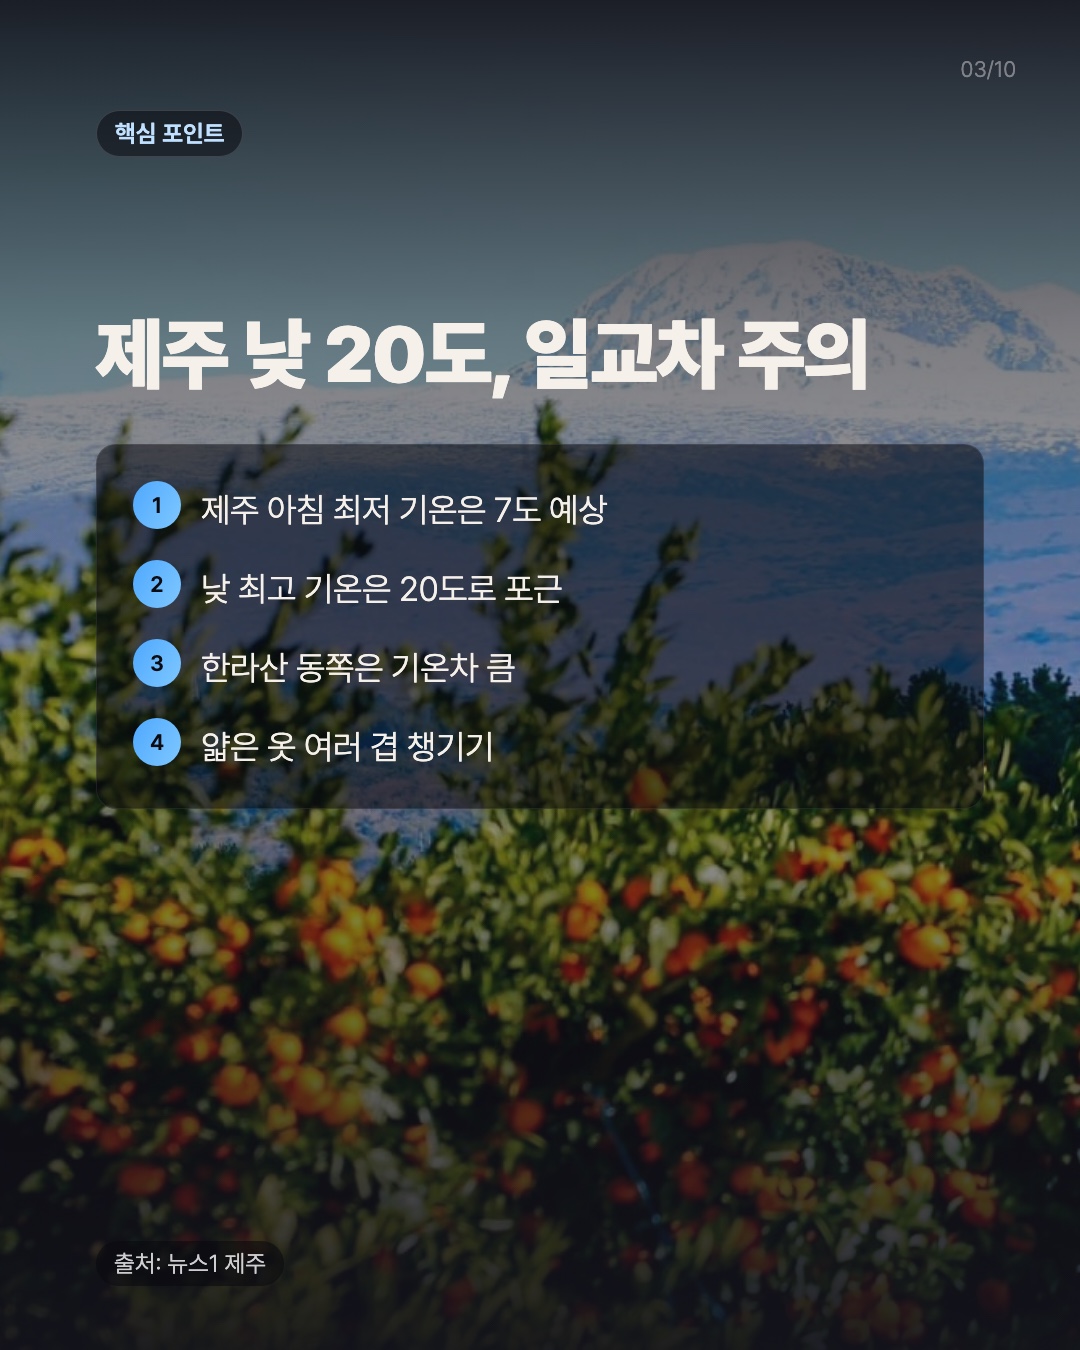 03/10
핵심 포인트
제주 낮 20도, 일교차 주의
1 제주 아침 최저 기온은 7도 예상
2 낮 최고 기온은 20도로 포근
3 한라산 동쪽은 기온차 큼
4 얇은 옷 여러 겹 챙기기
출처: 뉴스1 제주